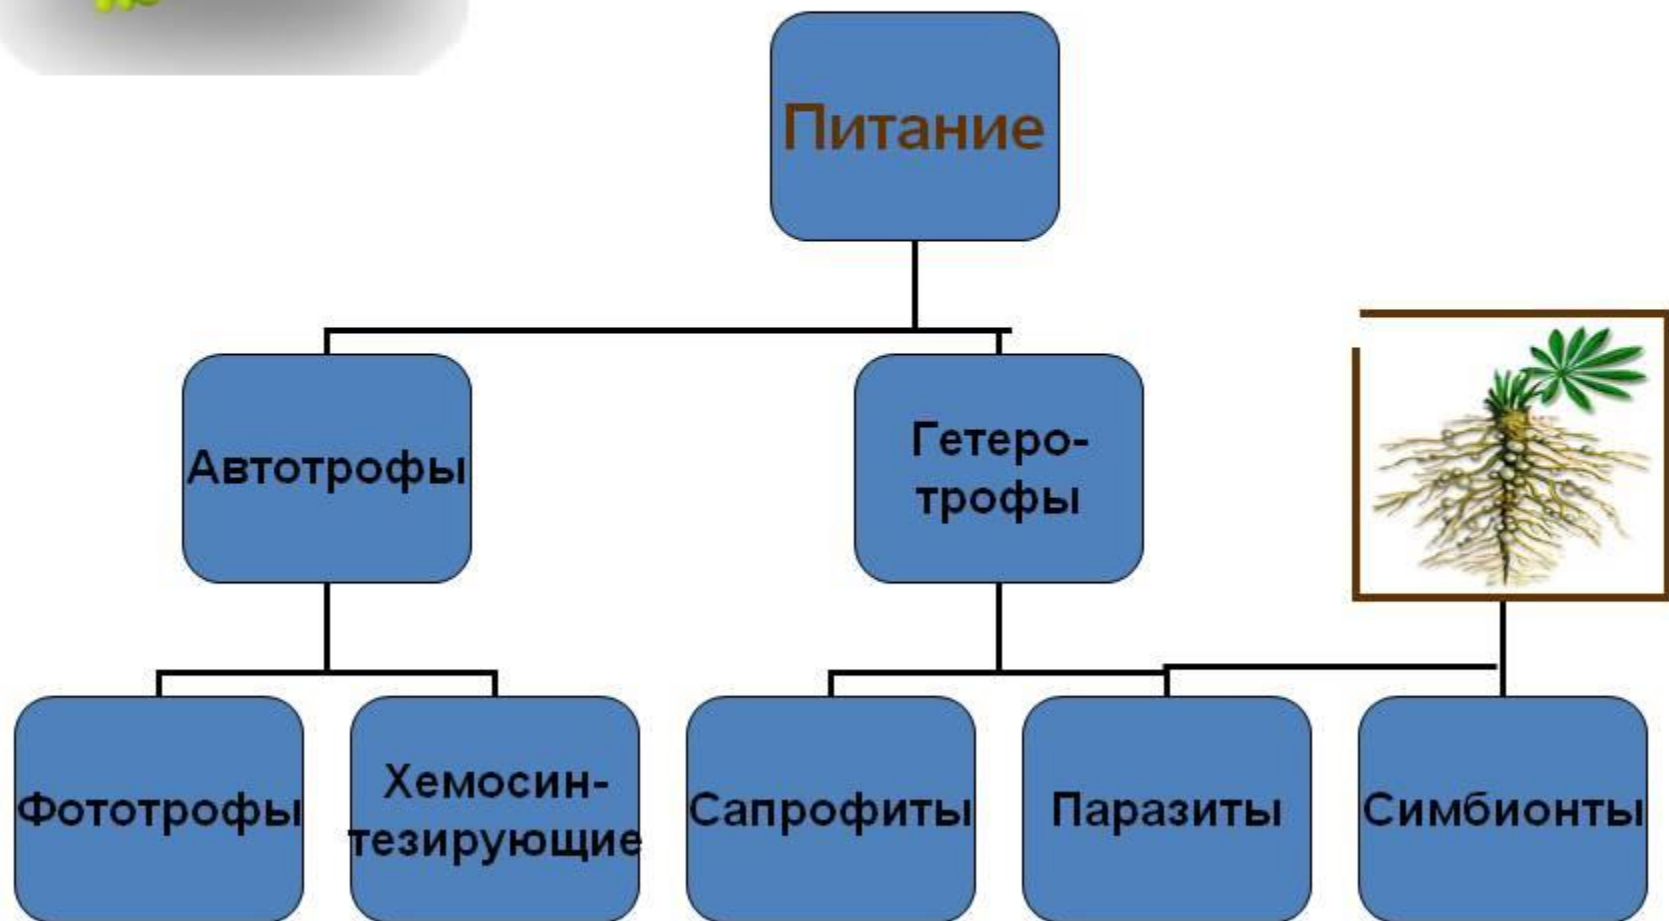 Питание
Автотрофы
Гетеро-
трофы
Фототрофы
Хемосин-
тезирующие
Сапрофиты
Паразиты
Симбионты